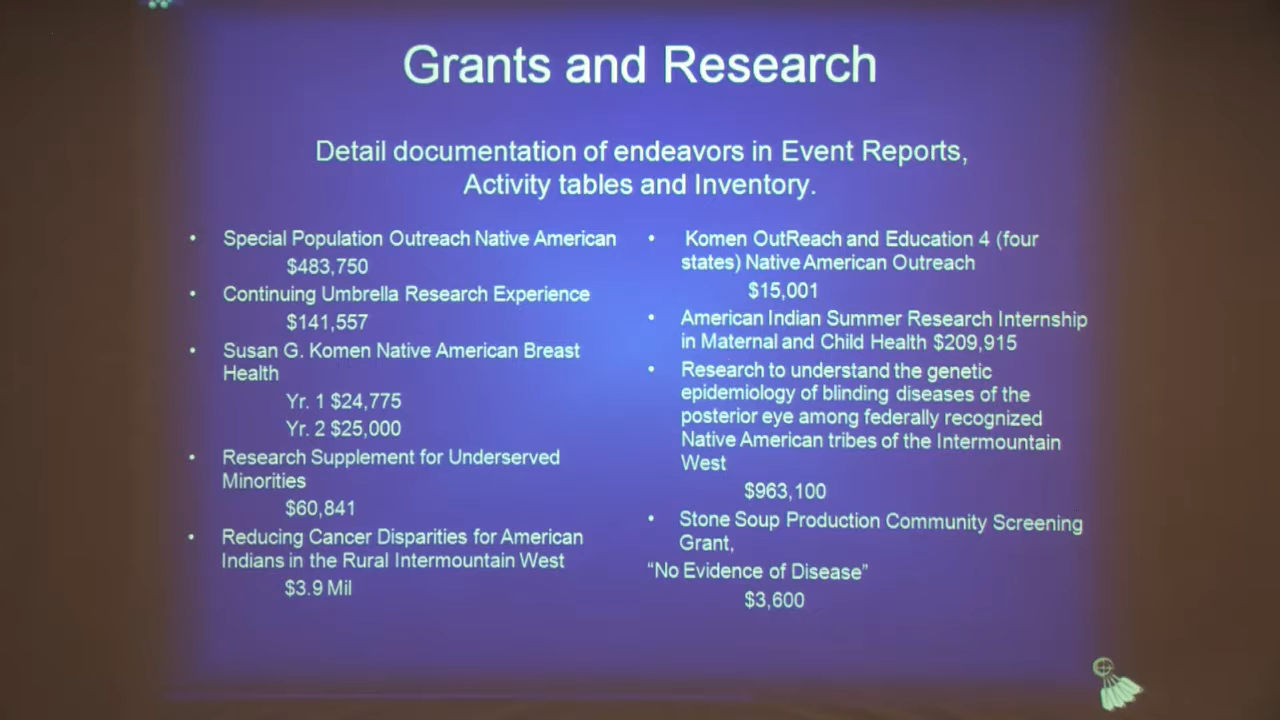 Grants and Research
Detail documentation of endeavors in Event Reports,
Activity tables and Inventory.
• Special Population Outreach Native American
$483,750
• Continuing Umbrella Research Experience
$141,557
• Susan G. Komen Native American Breast
Health
Yr. 1 $24,775
Yr. 2 $25,000
• Research Supplement for Underserved
Minorities
$60,841
• Reducing Cancer Disparities for American
Indians in the Rural Intermountain West
$3.9 Mil
• Komen OutReach and Education 4 (four
states) Native American Outreach
$15,001
• American Indian Summer Research Internship
in Maternal and Child Health $209,915
• Research to understand the genetic
epidemiology of blinding diseases of the
posterior eye among federally recognized
Native American tribes of the Intermountain
West
$963,100
• Stone Soup Production Community Screening
Grant,
“No Evidence of Disease”
$3,600